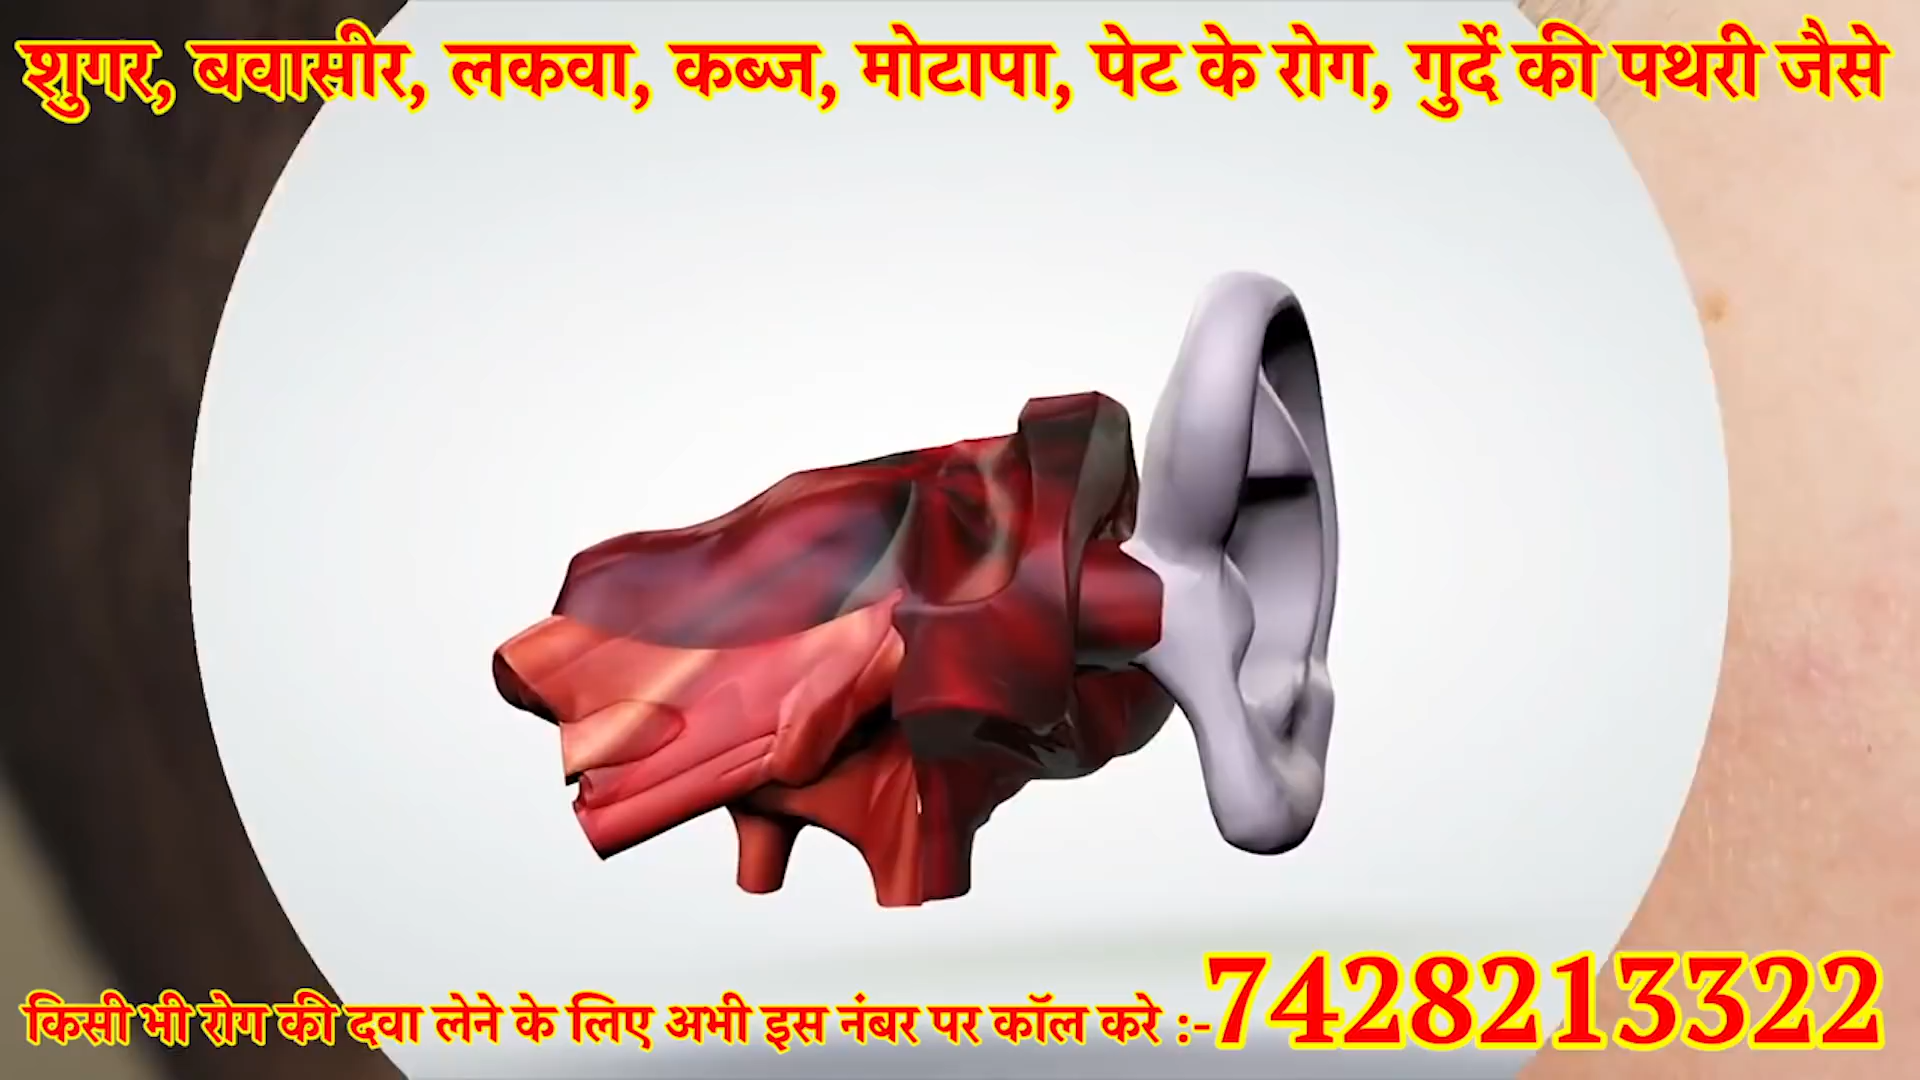 शुगर, बवासीर, लकवा, कब्ज, मोटापा, पेट के रोग, गुर्दे की पथरी जैसे
किसी भी रोग की दवा लेने के लिए अभी इस नंबर पर कॉल करे :-7428213322